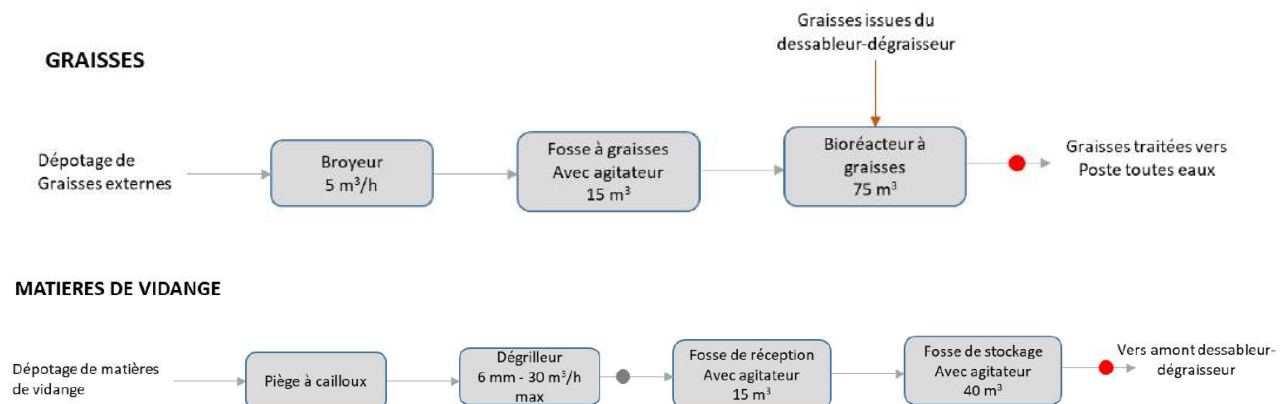 GRAISSES
Graisses issues du
dessableur-dégraisseur
Dépotage de
Graisses externes
Broyeur
5 m³/h
Fosse à graisses
Avec agitateur
15 m³
Bioréacteur à
graisses
75 m³
Graisses traitées vers
Poste toutes eaux
MATIERES DE VIDANGE
Dépotage de matières
de vidange
Piège à cailloux
Dégrilleur
6 mm - 30 m³/h
max
Fosse de réception
Avec agitateur
15 m³
Fosse de stockage
Avec agitateur
40 m³
Vers amont dessableur-
dégraisseur